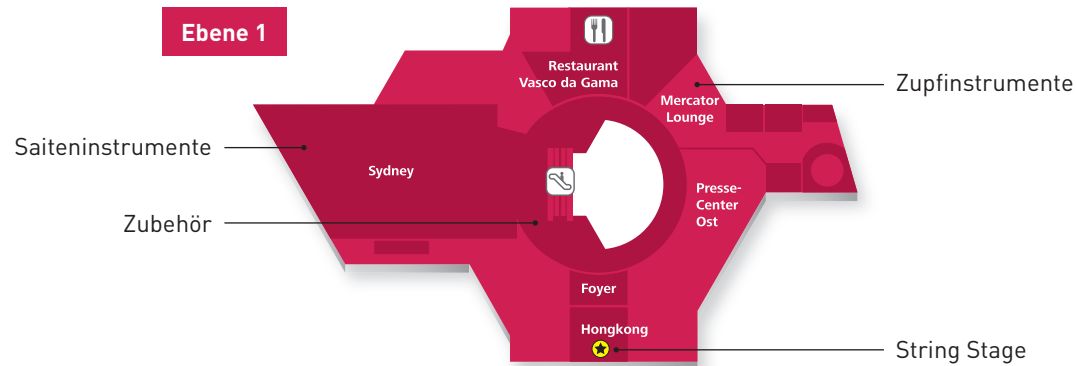 Ebene 1
Restaurant
Vasco da Gama
Zupfinstrumente
Mercator
Lounge
Saiteninstrumente
Sydney
Presse-
Center
Ost
Zubehör
Foyer
Hongkong
String Stage